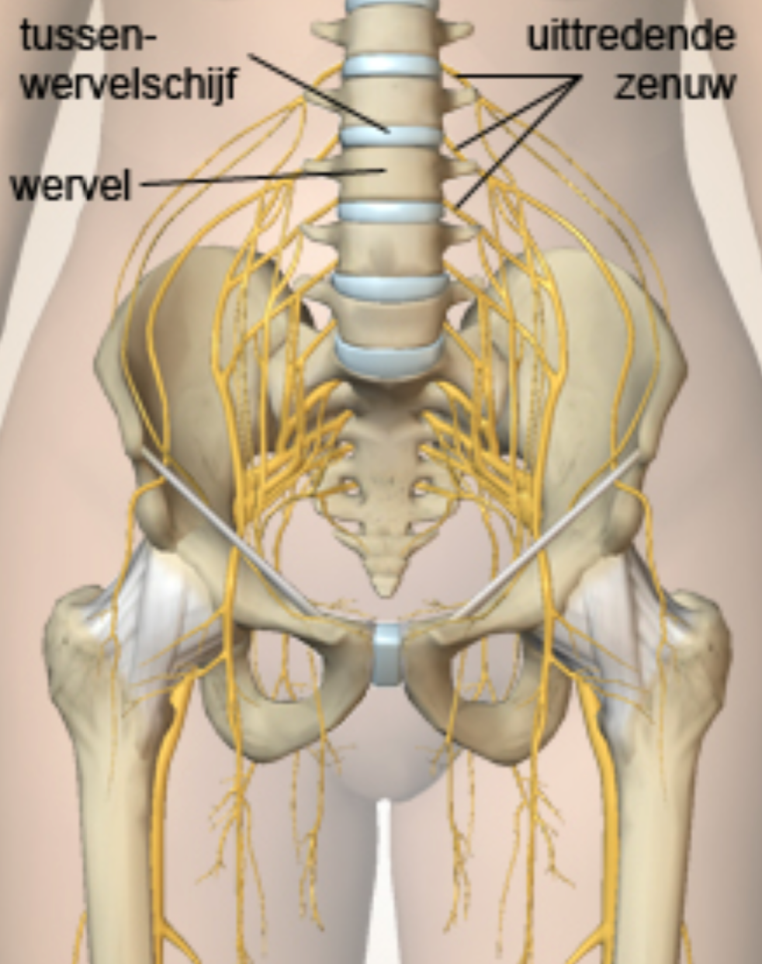 tussen-
wervelschijf
uittredende
zenuw
wervel